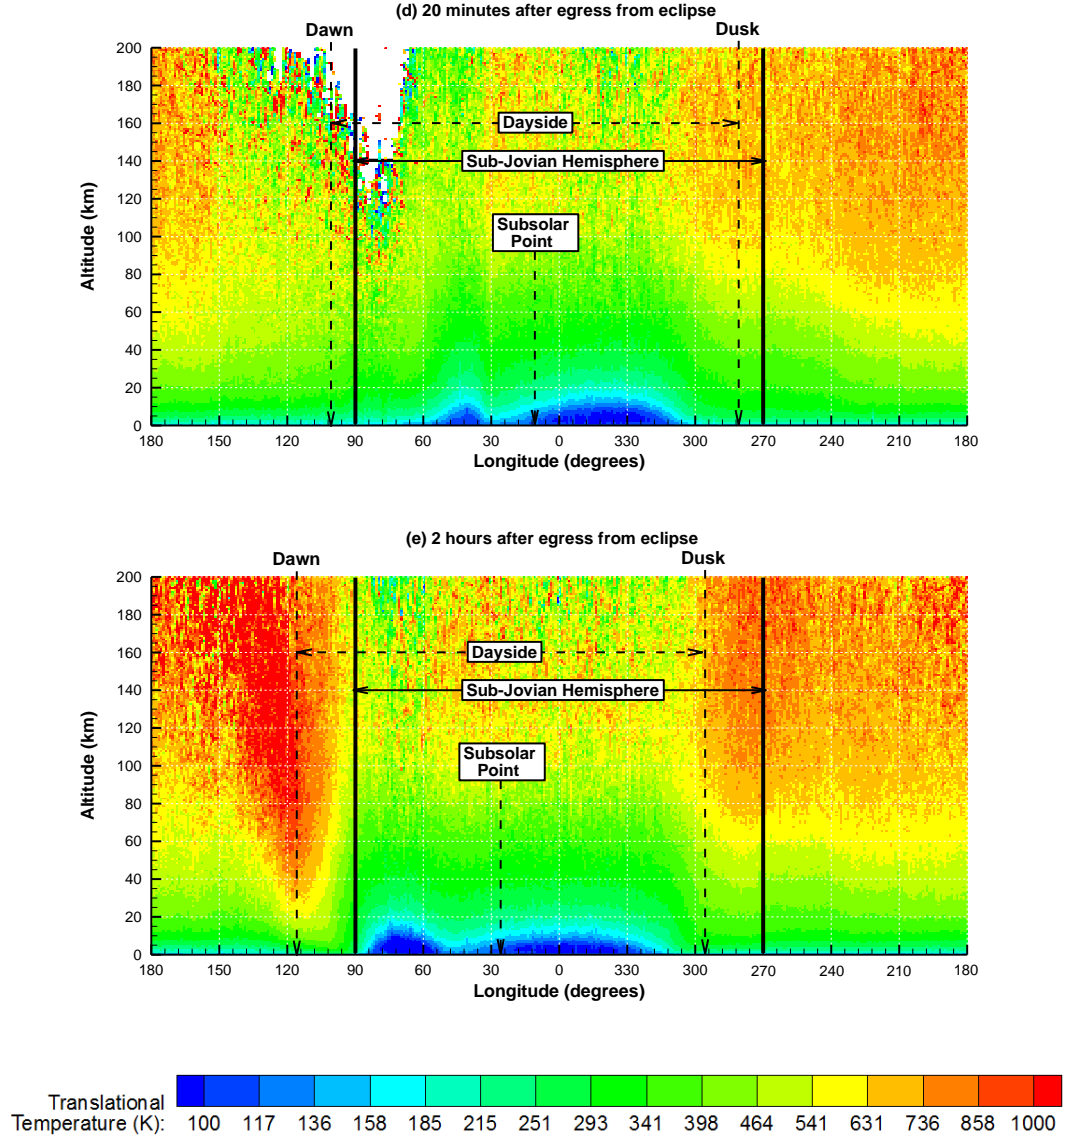 (d) 20 minutes after egress from eclipse
Dawn
Dusk
200
180
160
140
120
100
80
60
40
20
0
Altitude (km)
Dayside
Sub-Jovian Hemisphere
Subsolar
Point
180 150 120 90 60 30 0 330 300 270 240 210 180
Longitude (degrees)
(e) 2 hours after egress from eclipse
Dawn
Dusk
200
180
160
140
120
100
80
60
40
20
0
Altitude (km)
Dayside
Sub-Jovian Hemisphere
Subsolar
Point
180 150 120 90 60 30 0 330 300 270 240 210 180
Longitude (degrees)
Translational
Temperature (K): 100 117 136 158 185 215 251 293 341 398 464 541 631 736 858 1000